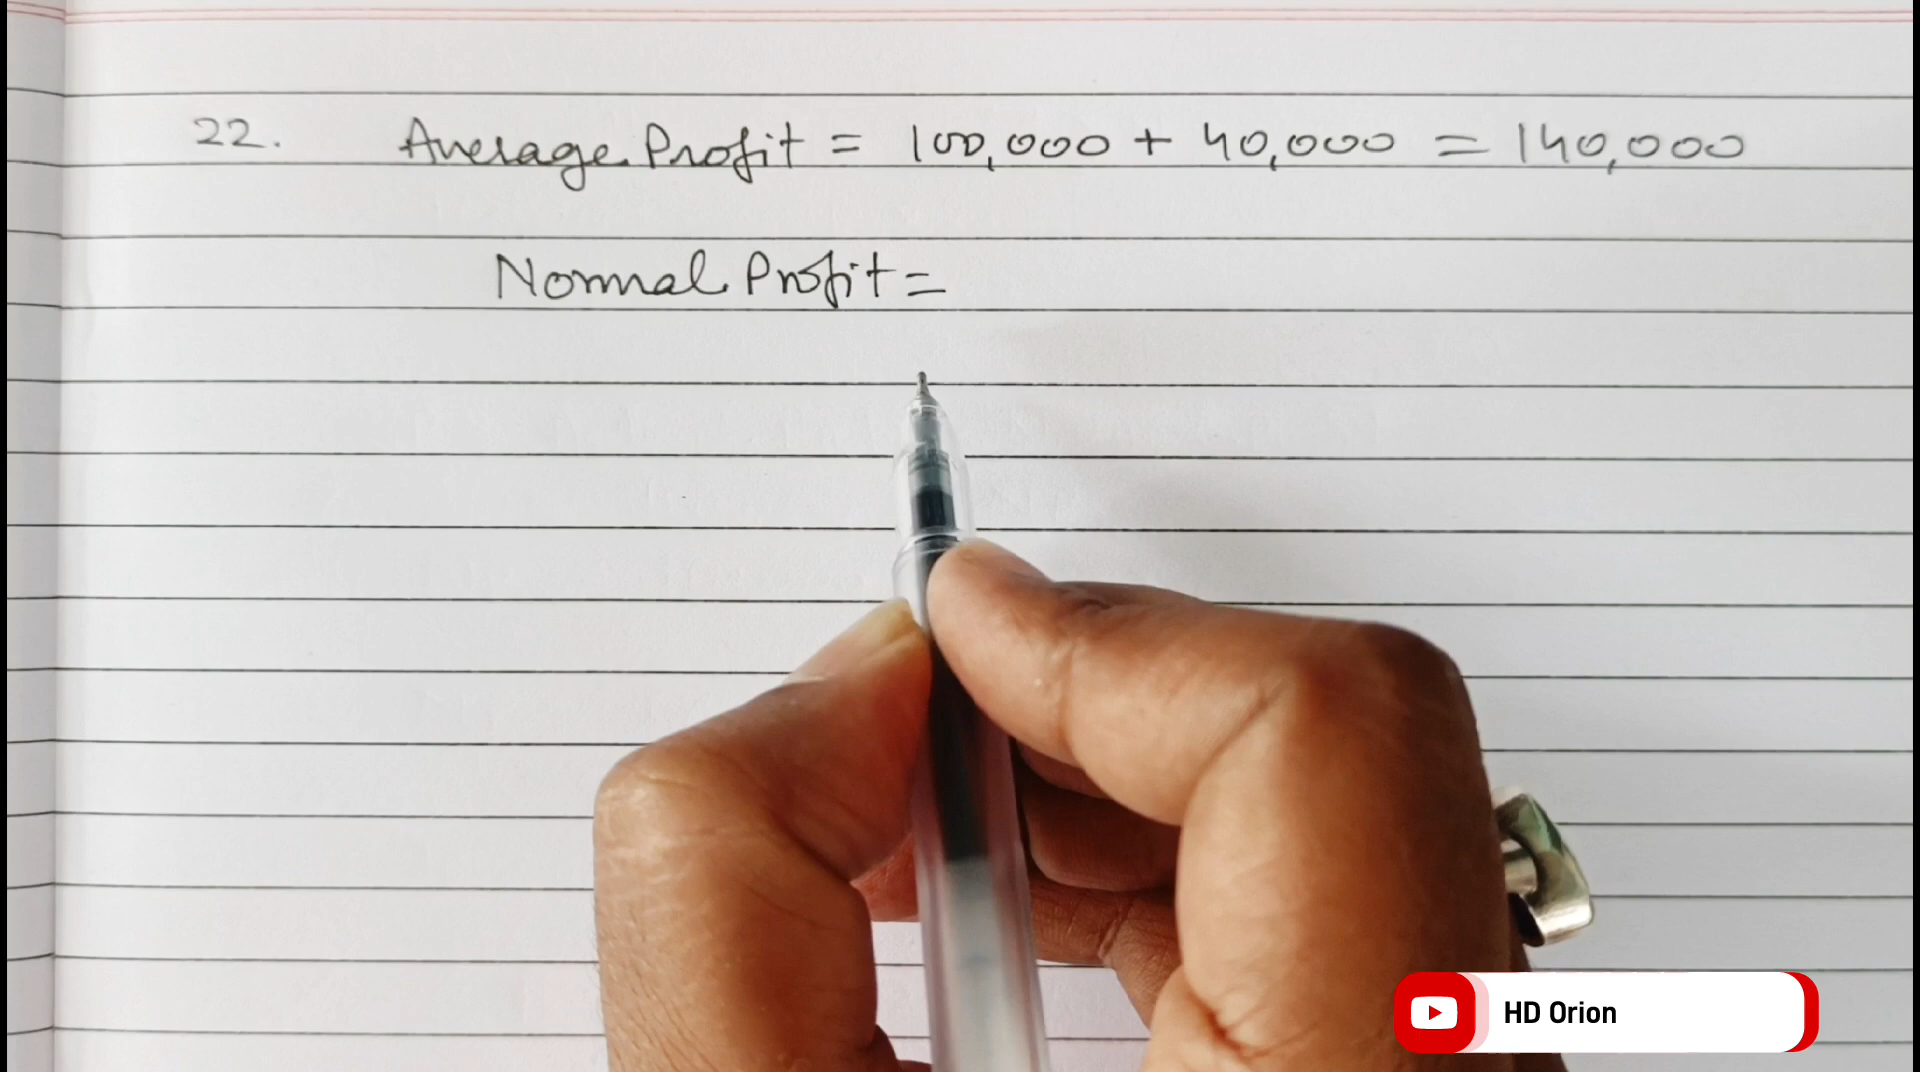 22. Average Profit = 100,000 + 40,000 = 140,000
Normal Profit =
HD Orion